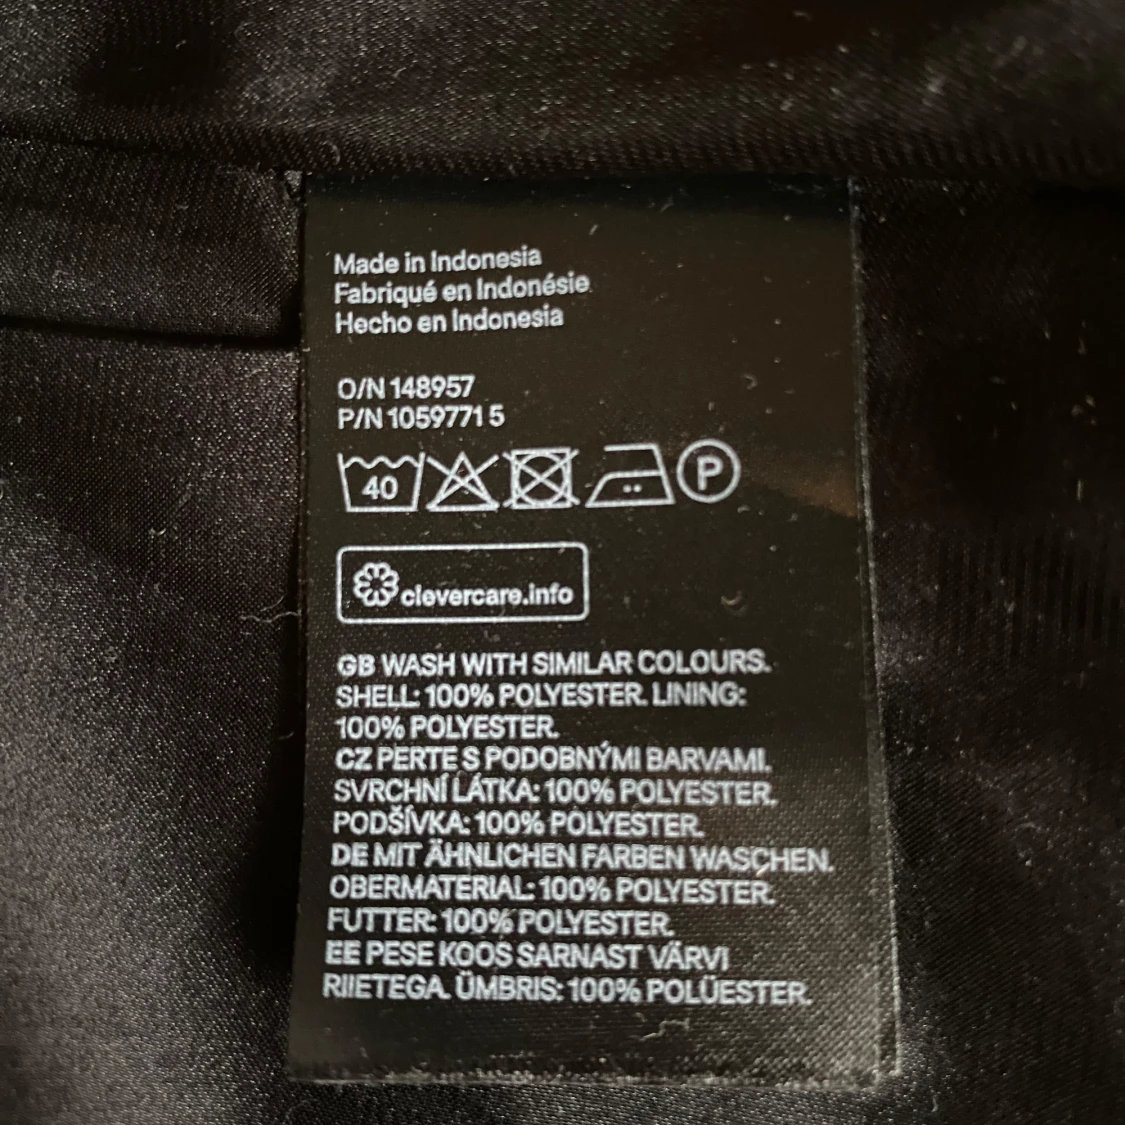 Made in Indonesia
Fabriqué en Indonésie
Hecho en Indonesia
O/N 148957
P/N 1059771 5
40 P
clevercare.info
GB WASH WITH SIMILAR COLOURS.
SHELL: 100% POLYESTER. LINING:
100% POLYESTER.
CZ PERTE S PODOBNÝMI BARVAMI.
SVRCHNÍ LÁTKA: 100% POLYESTER.
PODŠÍVKA: 100% POLYESTER.
DE MIT ÄHNLICHEN FARBEN WASCHEN.
OBERMATERIAL: 100% POLYESTER.
FUTTER: 100% POLYESTER.
EE PESE KOOS SARNAST VÄRVI
RIIETEGA. ÜMBRIS: 100% POLÜESTER.